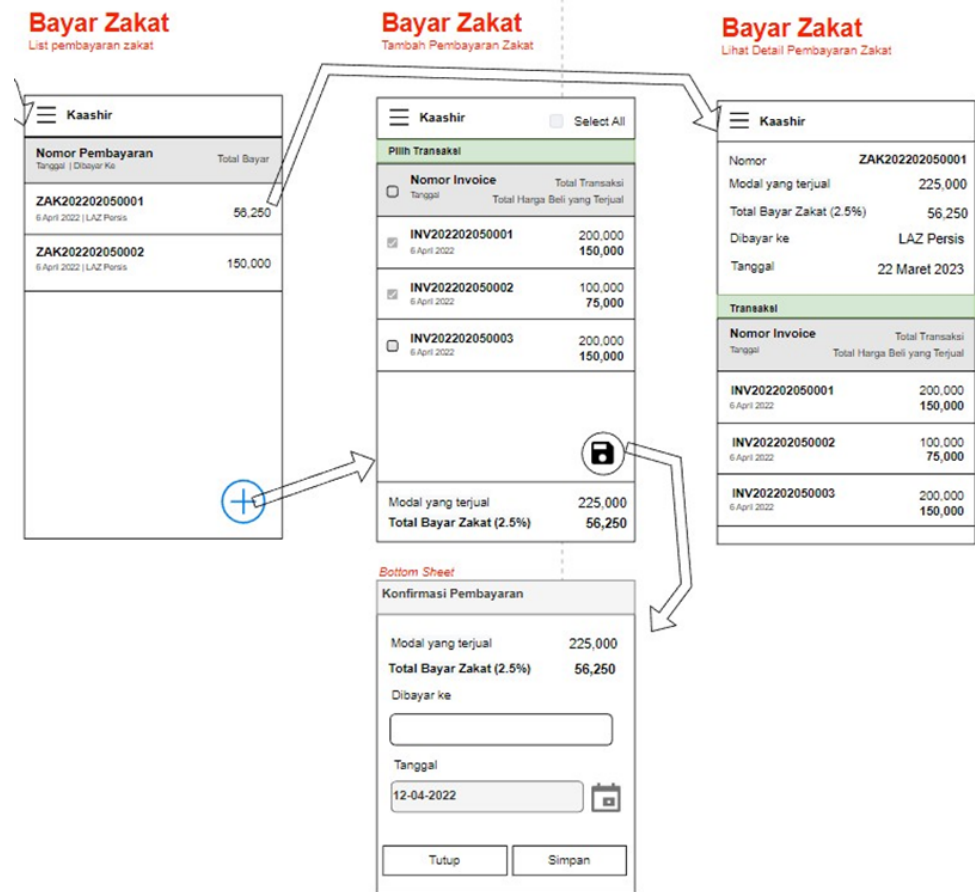 Bayar Zakat
List pembayaran zakat
Kaashir
Nomor Pembayaran
Total Bayar
Tanggal | Dibayar Ke
ZAK202202050001
56,250
6 April 2022 | LAZ Persis
ZAK202202050002
150,000
6 April 2022 | LAZ Persis
Bayar Zakat
Tambah Pembayaran Zakat
Kaashir
Select All
Pilih Transaksi
Nomor Invoice
Total Transaksi
Tanggal
Total Harga Beli yang Terjual
INV202202050001
200,000
6 April 2022
150,000
INV202202050002
100,000
6 April 2022
75,000
INV202202050003
200,000
6 April 2022
150,000
Modal yang terjual
225,000
Total Bayar Zakat (2.5%)
56,250
Bottom Sheet
Konfirmasi Pembayaran
Modal yang terjual
225,000
Total Bayar Zakat (2.5%)
56,250
Dibayar ke
Tanggal
12-04-2022
Tutup
Simpan
Bayar Zakat
Lihat Detail Pembayaran Zakat
Kaashir
Nomor
ZAK202202050001
Modal yang terjual
225,000
Total Bayar Zakat (2.5%)
56,250
Dibayar ke
LAZ Persis
Tanggal
22 Maret 2023
Transaksi
Nomor Invoice
Total Transaksi
Tanggal
Total Harga Beli yang Terjual
INV202202050001
200,000
6 April 2022
150,000
INV202202050002
100,000
6 April 2022
75,000
INV202202050003
200,000
6 April 2022
150,000